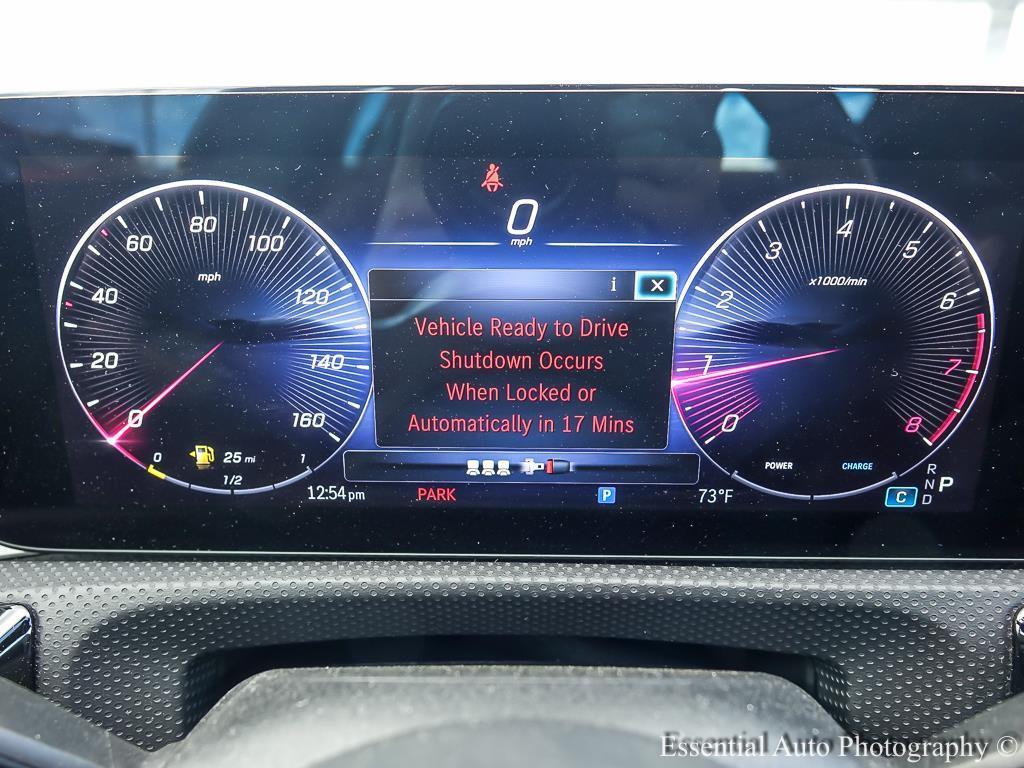 0
mph
20
40
60
80
100
120
140
160
0
mph
i X
Vehicle Ready to Drive
Shutdown Occurs
When Locked or
Automatically in 17 Mins
0
1
2
3
4
5
6
7
8
x1000/min
POWER CHARGE
0 25 mi 1
1/2
12:54 pm PARK P 73°F
C
R
N P
D
Essential Auto Photography ©